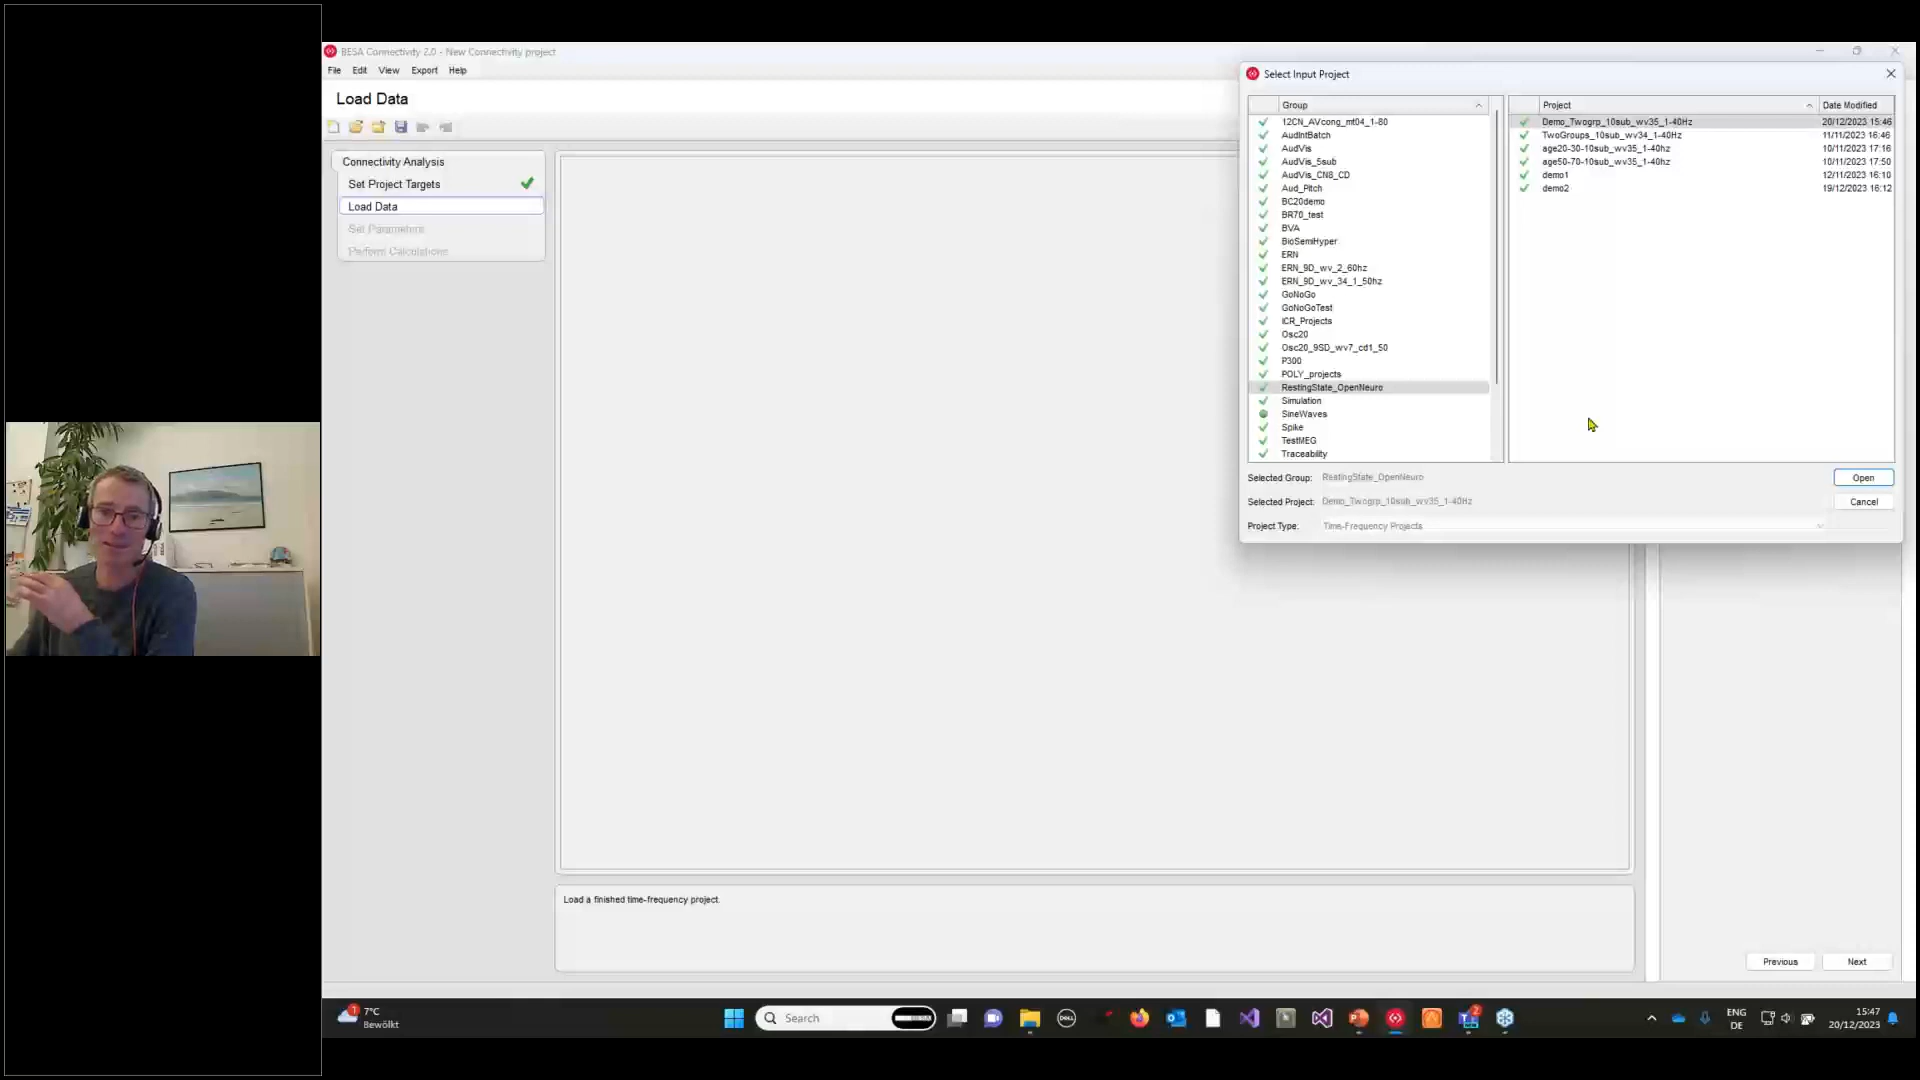 BESA Connectivity 2.0 - New Connectivity project
File Edit View Export Help
Load Data
Connectivity Analysis
Set Project Targets
Load Data
Set Parameters
Perform Calculations
Load a finished time-frequency project.
Previous Next
Select Input Project
Group
12CN_AVcong_mt04_1-80
AudIntBatch
AudVis
AudVis_5sub
AudVis_CN8_CD
Aud_Pitch
BC20demo
BR70_test
BVA
BioSemiHyper
ERN
ERN_9D_wv_2_60hz
ERN_9D_wv_34_1_50hz
GoNoGo
GoNoGoTest
ICR_Projects
Osc20
Osc20_9SD_wv7_cd1_50
P300
POLY_projects
RestingState_OpenNeuro
Simulation
SineWaves
Spike
TestMEG
Traceability
Project Date Modified
Demo_Twogrp_10sub_wv35_1-40Hz 20/12/2023 15:46
TwoGroups_10sub_wv34_1-40Hz 11/11/2023 16:46
age20-30-10sub_wv35_1-40hz 10/11/2023 17:16
age50-70-10sub_wv35_1-40hz 10/11/2023 17:50
demo1 12/11/2023 16:10
demo2 19/12/2023 16:12
Selected Group: RestingState_OpenNeuro
Open
Selected Project: Demo_Twogrp_10sub_wv35_1-40Hz
Cancel
Project Type: Time-Frequency Projects
1
7°C
Bewölkt
Search
DELL
2
ENG
DE
15:47
20/12/2023